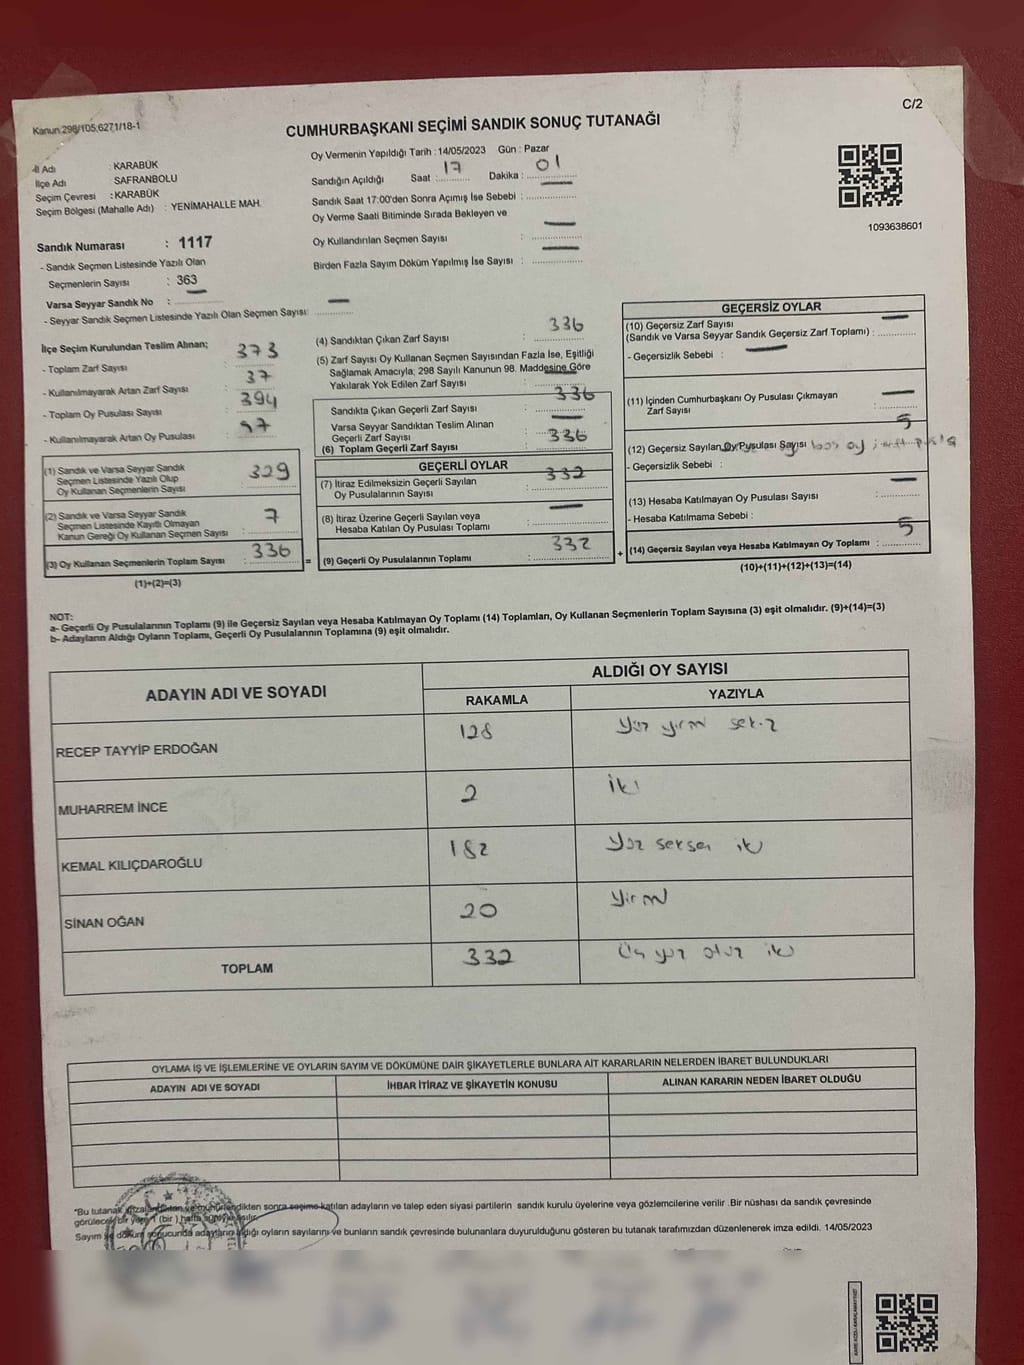 Kanun:298/105,6271/18-1
C/2
CUMHURBAŞKANI SEÇİMİ SANDIK SONUÇ TUTANAĞI
İl Adı : KARABÜK
İlçe Adı SAFRANBOLU
Seçim Çevresi : KARABÜK
Seçim Bölgesi (Mahalle Adı) : YENİMAHALLE MAH.
Sandık Numarası : 1117
- Sandık Seçmen Listesinde Yazılı Olan
Seçmenlerin Sayısı : 363
Varsa Seyyar Sandık No : —
- Seyyar Sandık Seçmen Listesinde Yazılı Olan Seçmen Sayısı: —
Oy Vermenin Yapıldığı Tarih : 14/05/2023 Gün : Pazar
Sandığın Açıldığı Saat : 17 Dakika : 01
Sandık Saat 17:00'den Sonra Açımış İse Sebebi : —
Oy Verme Saati Bitiminde Sırada Bekleyen ve
Oy Kullandırılan Seçmen Sayısı : —
Birden Fazla Sayım Döküm Yapılmış İse Sayısı : —
1093638601
İlçe Seçim Kurulundan Teslim Alınan;
- Toplam Zarf Sayısı : 373
- Kullanılmayarak Artan Zarf Sayısı : 37
- Toplam Oy Pusulası Sayısı : 394
- Kullanılmayarak Artan Oy Pusulası :
(1) Sandık ve Varsa Seyyar Sandık
Seçmen Listesinde Yazılı Olup
Oy Kullanan Seçmenlerin Sayısı : 329
(2) Sandık ve Varsa Seyyar Sandık
Seçmen Listesinde Kayıtlı Olmayan
Kanun Gereği Oy Kullanan Seçmen Sayısı : 7
(3) Oy Kullanan Seçmenlerin Toplam Sayısı : 336
(1)+(2)=(3)
=
(4) Sandıktan Çıkan Zarf Sayısı : 336
(5) Zarf Sayısı Oy Kullanan Seçmen Sayısından Fazla İse, Eşitliği
Sağlamak Amacıyla; 298 Sayılı Kanunun 98. Maddesine Göre
Yakılarak Yok Edilen Zarf Sayısı : —
Sandıkta Çıkan Geçerli Zarf Sayısı : 336
Varsa Seyyar Sandıktan Teslim Alınan
Geçerli Zarf Sayısı : —
(6) Toplam Geçerli Zarf Sayısı : 336
GEÇERLİ OYLAR
(7) İtiraz Edilmeksizin Geçerli Sayılan
Oy Pusulalarının Sayısı : 332
(8) İtiraz Üzerine Geçerli Sayılan veya
Hesaba Katılan Oy Pusulası Toplamı : —
(9) Geçerli Oy Pusulalarının Toplamı : 332
+
GEÇERSİZ OYLAR
(10) Geçersiz Zarf Sayısı
(Sandık ve Varsa Seyyar Sandık Geçersiz Zarf Toplamı) : —
- Geçersizlik Sebebi : —
(11) İçinden Cumhurbaşkanı Oy Pusulası Çıkmayan
Zarf Sayısı : —
(12) Geçersiz Sayılan Oy Pusulası Sayısı 5
- Geçersizlik Sebebi :
(13) Hesaba Katılmayan Oy Pusulası Sayısı : —
- Hesaba Katılmama Sebebi :
(14) Geçersiz Sayılan veya Hesaba Katılmayan Oy Toplamı : 5
(10)+(11)+(12)+(13)=(14)
NOT:
a- Geçerli Oy Pusulalarının Toplamı (9) ile Geçersiz Sayılan veya Hesaba Katılmayan Oy Toplamı (14) Toplamları, Oy Kullanan Seçmenlerin Toplam Sayısına (3) eşit olmalıdır. (9)+(14)=(3)
b- Adayların Aldığı Oyların Toplamı, Geçerli Oy Pusulalarının Toplamına (9) eşit olmalıdır.
ADAYIN ADI VE SOYADI
ALDIĞI OY SAYISI
RAKAMLA YAZIYLA
RECEP TAYYİP ERDOĞAN 128 yüz yirmi sekiz
MUHARREM İNCE 2 iki
KEMAL KILIÇDAROĞLU 182 yüz seksen iki
SİNAN OĞAN 20 yirmi
TOPLAM 332 üç yüz otuz iki
OYLAMA İŞ VE İŞLEMLERİNE VE OYLARIN SAYIM VE DÖKÜMÜNE DAİR ŞİKAYETLERLE BUNLARA AİT KARARLARIN NELERDEN İBARET BULUNDUKLARI
ADAYIN ADI VE SOYADI İHBAR İTİRAZ VE ŞİKAYETİN KONUSU ALINAN KARARIN NEDEN İBARET OLDUĞU
*Bu tutanak imzalandıktan ve mühürlendikten sonra seçime katılan adayların ve talep eden siyasi partilerin sandık kurulu üyelerine veya gözlemcilerine verilir .Bir nüshası da sandık çevresinde
görülecek bir yere 1 (bir ) hafta süreyle asılır.
Sayım ve döküm sonucunda adayların aldığı oyların sayılarını ve bunların sandık çevresinde bulunanlara duyurulduğunu gösteren bu tutanak tarafımızdan düzenlenerek imza edildi. 14/05/2023